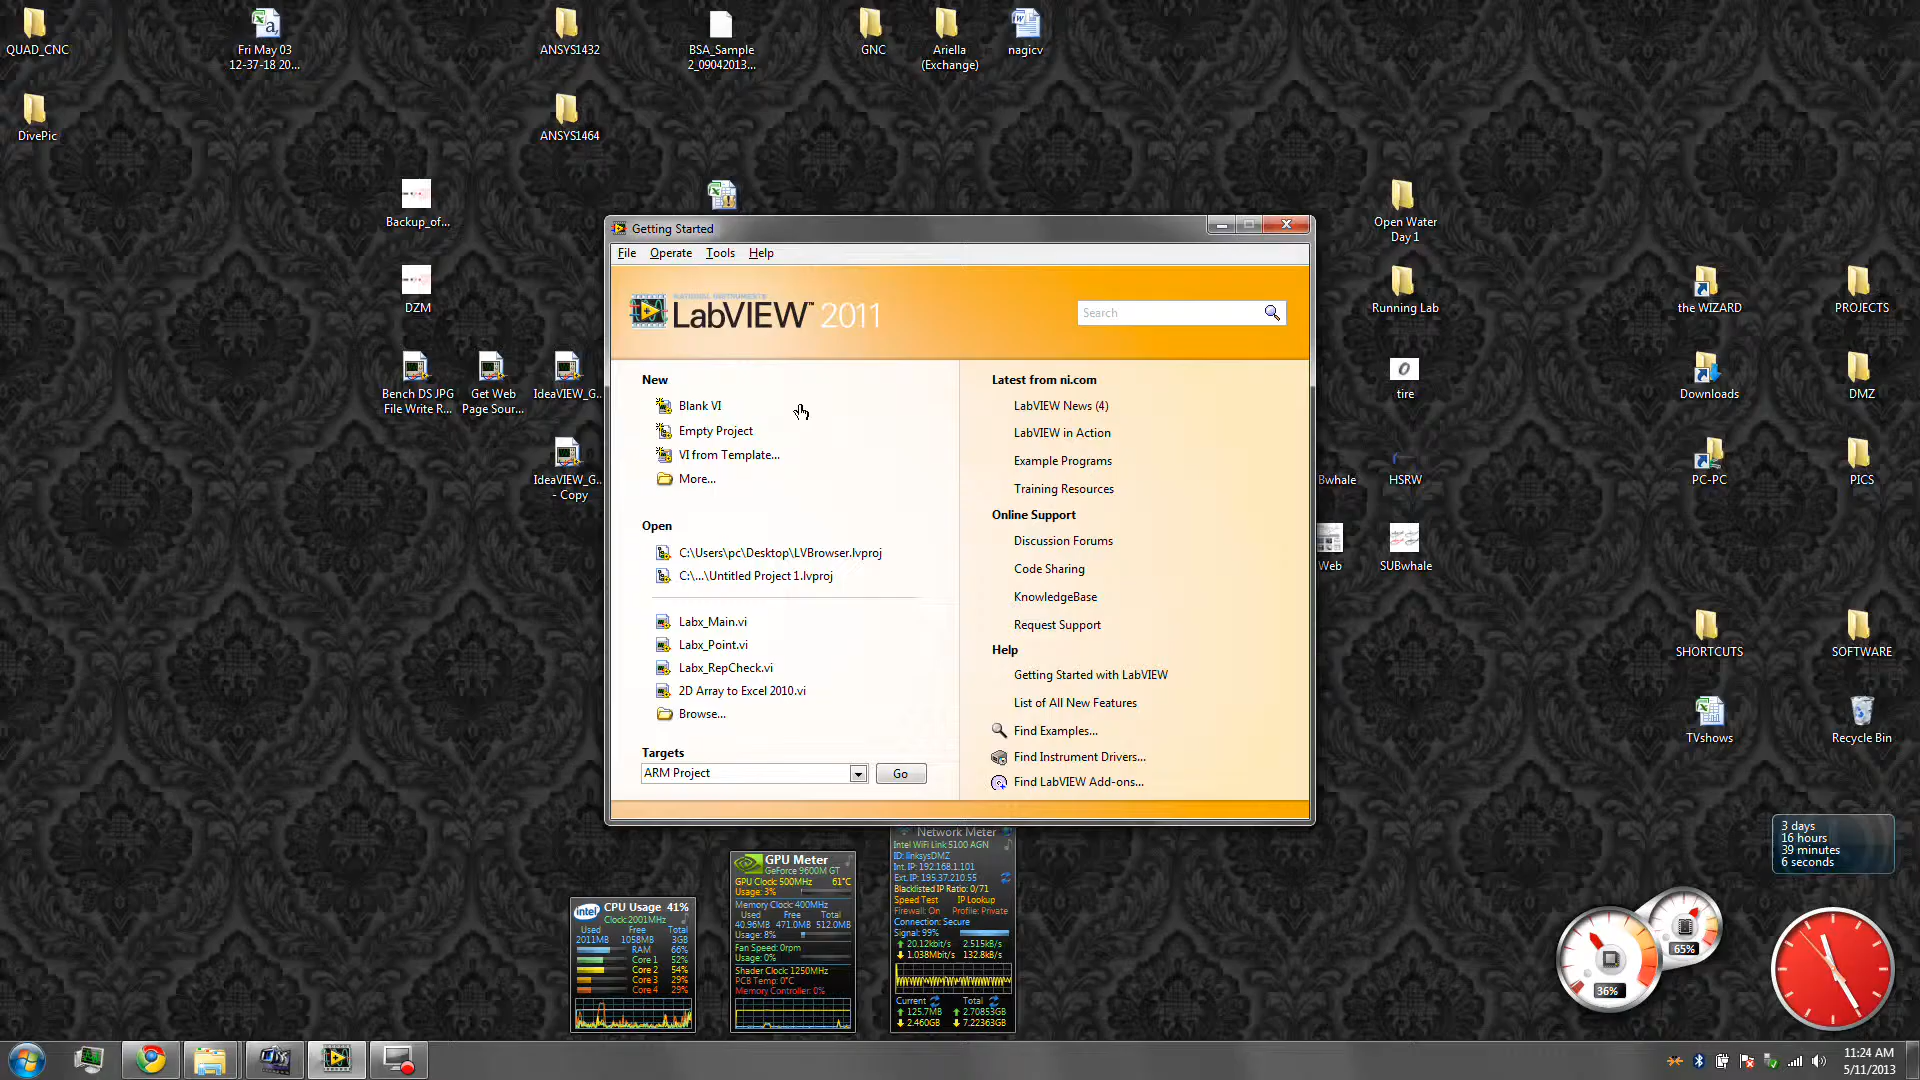 QUAD_CNC
Fri May 03
12-37-18 20...
ANSYS1432
BSA_Sample
2_09042013...
GNC
Ariella
(Exchange)
nagicv
DivePic
ANSYS1464
Backup_of...
Open Water
Day 1
DZM
Running Lab
the WIZARD
PROJECTS
Bench DS JPG
File Write R...
Get Web
Page Sour...
IdeaVIEW_G...
tire
Downloads
DMZ
IdeaVIEW_G...
- Copy
Bwhale
HSRW
PC-PC
PICS
Web
SUBwhale
SHORTCUTS
SOFTWARE
TVshows
Recycle Bin
Getting Started
File Operate Tools Help
NATIONAL INSTRUMENTS
LabVIEW™ 2011
Search
New
Blank VI
Empty Project
VI from Template...
More...
Open
C:\Users\pc\Desktop\LVBrowser.lvproj
C:\...\Untitled Project 1.lvproj
Labx_Main.vi
Labx_Point.vi
Labx_RepCheck.vi
2D Array to Excel 2010.vi
Browse...
Targets
ARM Project
Go
Latest from ni.com
LabVIEW News (4)
LabVIEW in Action
Example Programs
Training Resources
Online Support
Discussion Forums
Code Sharing
KnowledgeBase
Request Support
Help
Getting Started with LabVIEW
List of All New Features
Find Examples...
Find Instrument Drivers...
Find LabVIEW Add-ons...
intel
CPU Usage 41%
Clock: 2001MHz
Used Free Total
2011MB 1058MB 3GB
RAM 66%
Core 1 52%
Core 2 54%
Core 3 29%
Core 4 29%
GPU Meter
GeForce 9600M GT
GPU Clock: 500MHz 61°C
Usage: 3%
Memory Clock: 400MHz
Used Free Total
40.96MB 471.0MB 512.0MB
Usage: 8%
Fan Speed: 0rpm
Usage: 0%
Shader Clock: 1250MHz
PCB Temp: 0°C
Memory Controller: 0%
Network Meter
Intel WiFi Link 5100 AGN
ID: linksysDMZ
Int. IP: 192.168.1.101
Ext. IP: 195.37.210.55
Blacklisted IP Ratio: 0/71
Speed Test IP Lookup
Firewall: On Profile: Private
Connection: Secure
Signal: 99%
20.12kbit/s 2.515kB/s
1.038Mbit/s 132.8kB/s
Current Total
125.7MB 2.70853GB
2.460GB 7.22363GB
3 days
16 hours
39 minutes
6 seconds
65%
36%
11:24 AM
5/11/2013